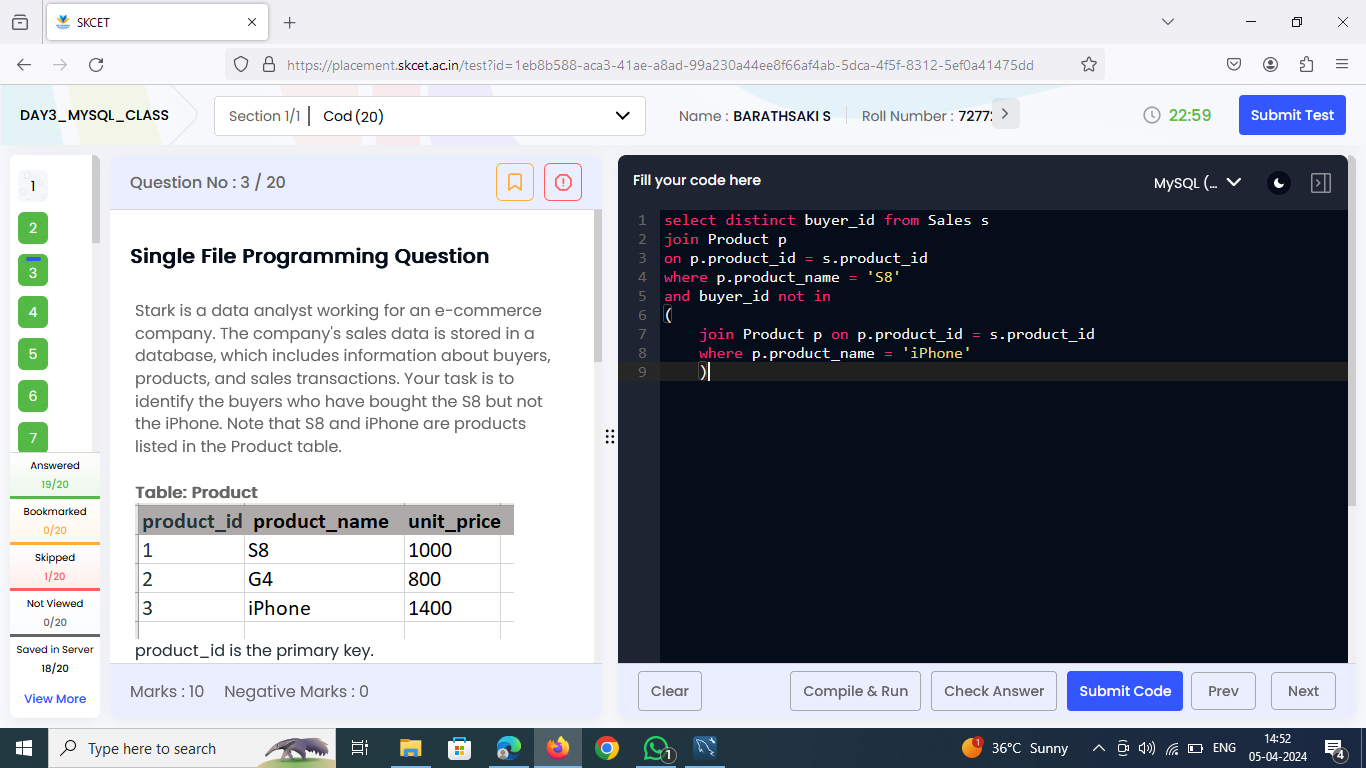 SKCET
https://placement.skcet.ac.in/test?id=1eb8b588-aca3-41ae-a8ad-99a230a44ee8f66af4ab-5dca-4f5f-8312-5ef0a41475dd
DAY3_MYSQL_CLASS
Section 1/1 | Cod (20)
Name : BARATHSAKI S
Roll Number : 7277
22:59
Submit Test
1
2
3
4
5
6
7
Answered
19/20
Bookmarked
0/20
Skipped
1/20
Not Viewed
0/20
Saved in Server
18/20
View More
Question No : 3 / 20
Single File Programming Question
Stark is a data analyst working for an e-commerce
company. The company's sales data is stored in a
database, which includes information about buyers,
products, and sales transactions. Your task is to
identify the buyers who have bought the S8 but not
the iPhone. Note that S8 and iPhone are products
listed in the Product table.
Table: Product
product_id product_name unit_price
1 S8 1000
2 G4 800
3 iPhone 1400
product_id is the primary key.
Marks : 10 Negative Marks : 0
Fill your code here
MySQL (...
1 select distinct buyer_id from Sales s
2 join Product p
3 on p.product_id = s.product_id
4 where p.product_name = 'S8'
5 and buyer_id not in
6 (
7 join Product p on p.product_id = s.product_id
8 where p.product_name = 'iPhone'
9 )
Clear
Compile & Run
Check Answer
Submit Code
Prev
Next
Type here to search
1
1
36°C Sunny
ENG
14:52
05-04-2024
4